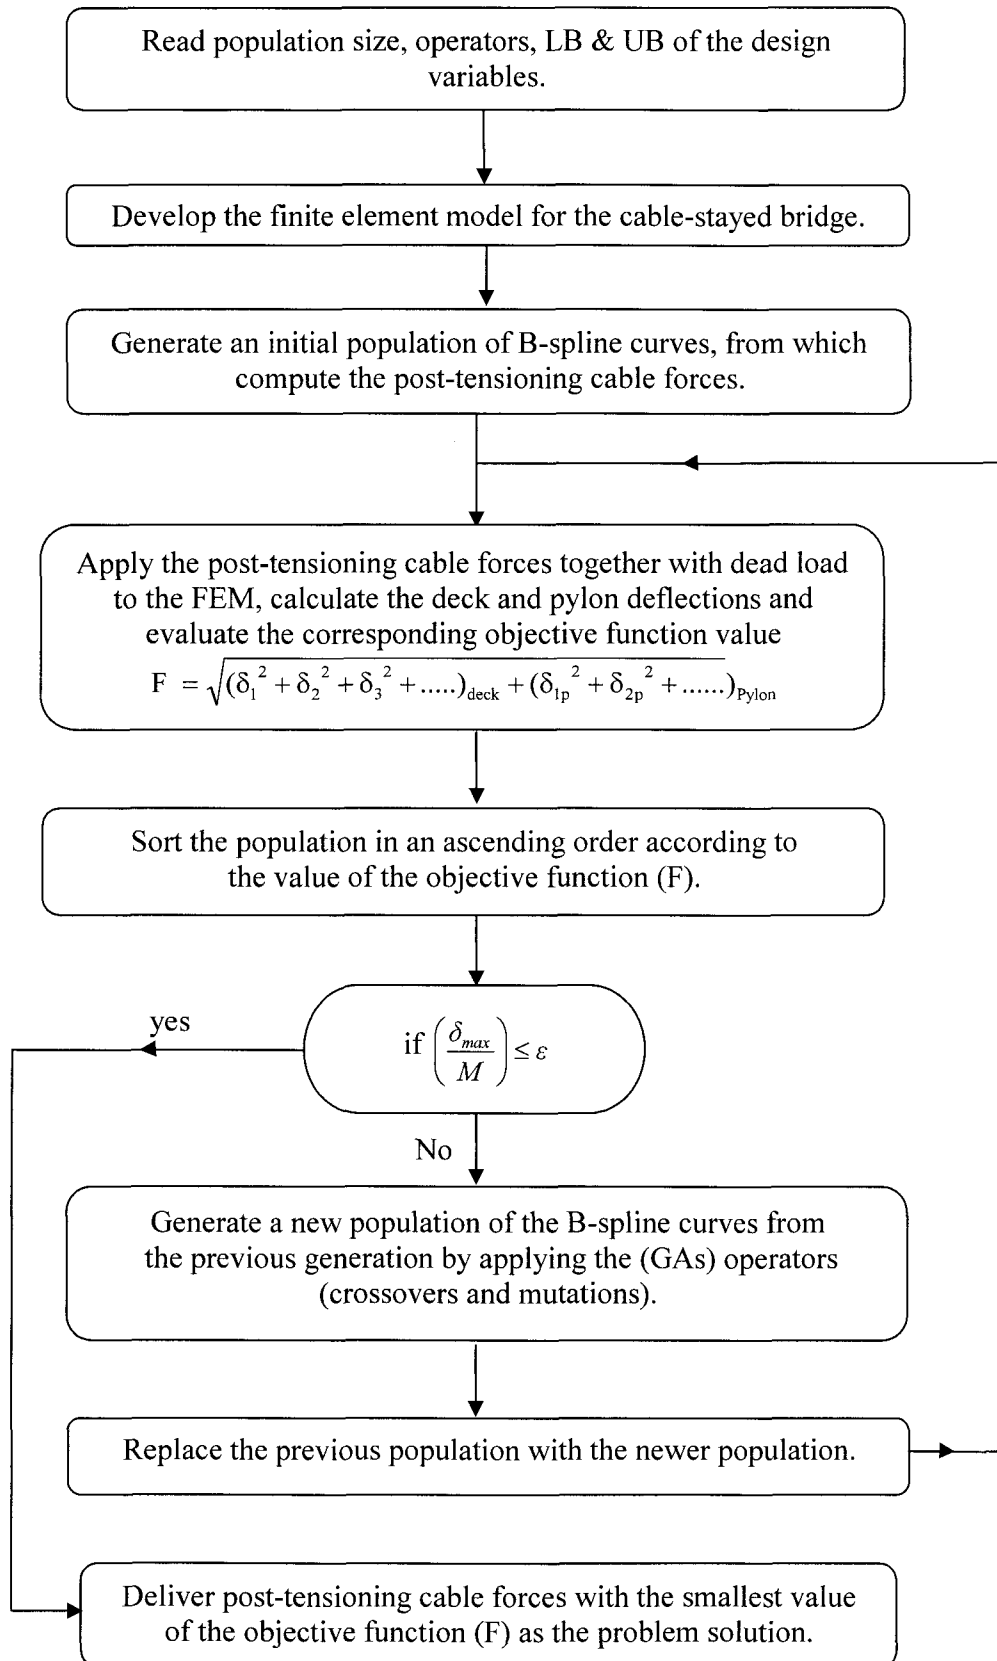 Read population size, operators, LB & UB of the design
variables.
Develop the finite element model for the cable-stayed bridge.
Generate an initial population of B-spline curves, from which
compute the post-tensioning cable forces.
Apply the post-tensioning cable forces together with dead load
to the FEM, calculate the deck and pylon deflections and
evaluate the corresponding objective function value
F = √(δ₁² + δ₂² + δ₃² + .....)deck + (δ₁ₚ² + δ₂ₚ² + ......)Pylon
Sort the population in an ascending order according to
the value of the objective function (F).
yes
if (δmax / M) ≤ ε
No
Generate a new population of the B-spline curves from
the previous generation by applying the (GAs) operators
(crossovers and mutations).
Replace the previous population with the newer population.
Deliver post-tensioning cable forces with the smallest value
of the objective function (F) as the problem solution.